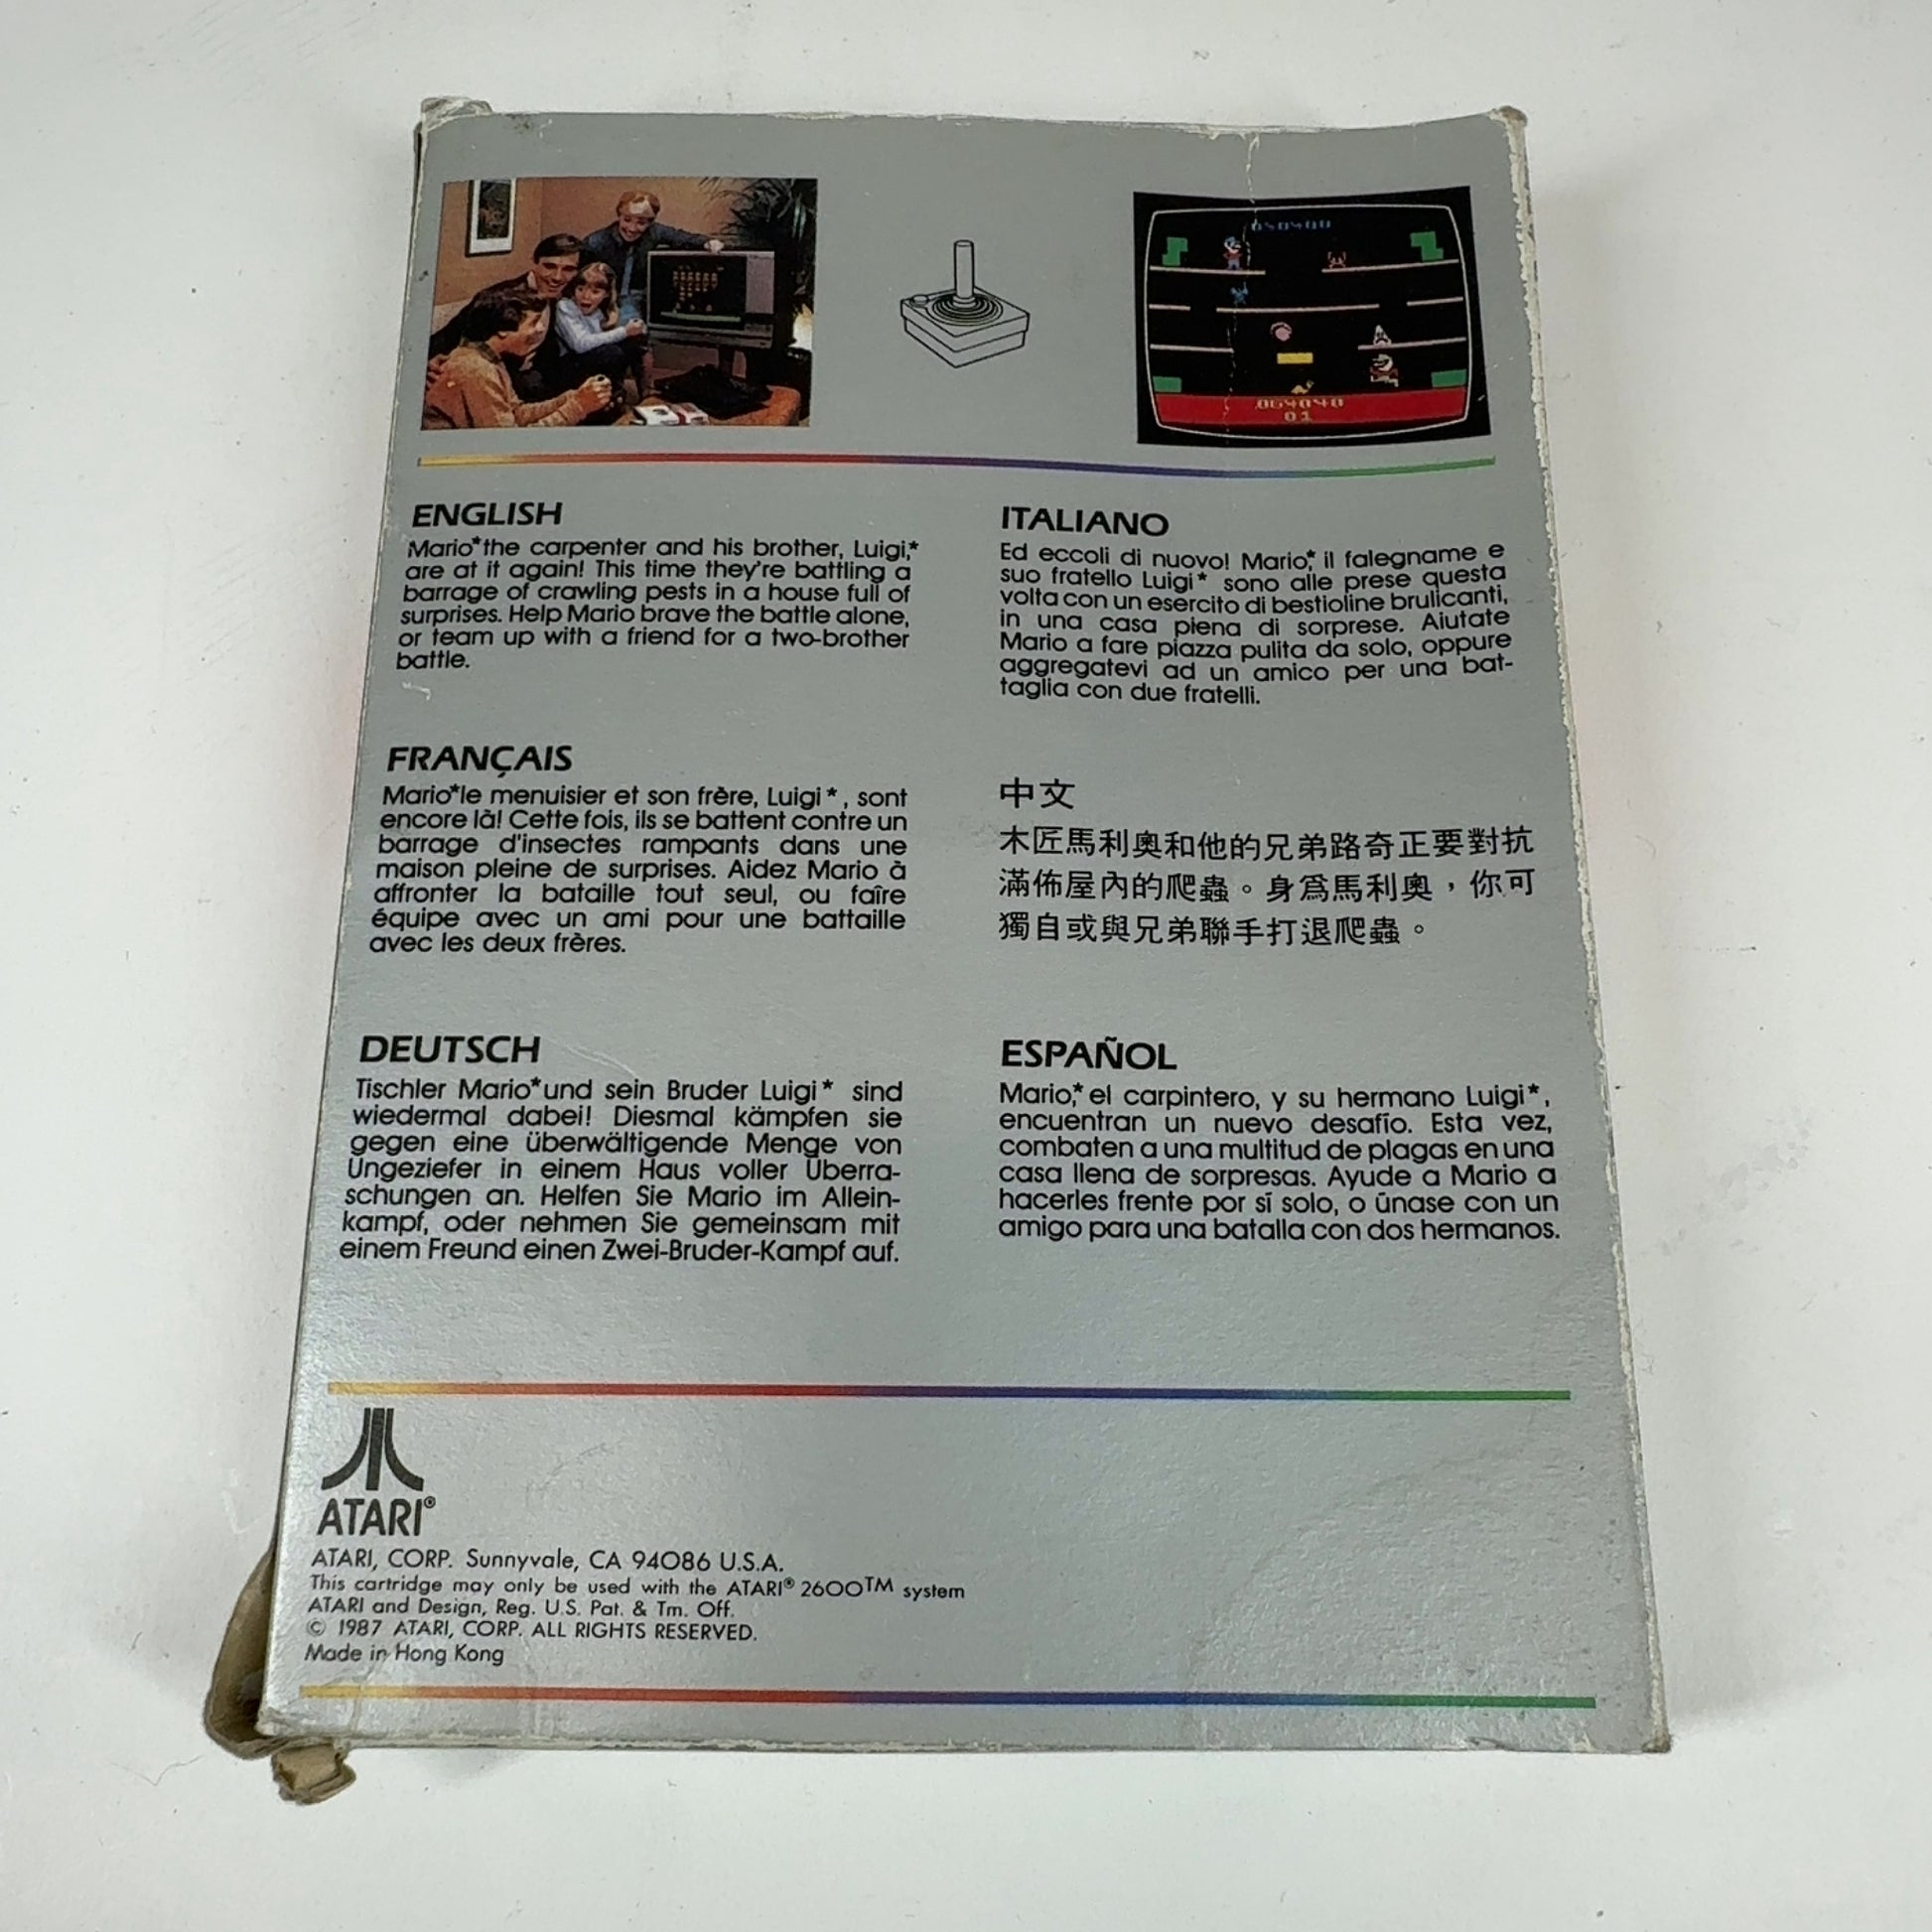 050400
064040
01
ENGLISH
Mario* the carpenter and his brother, Luigi,*
are at it again! This time they're battling a
barrage of crawling pests in a house full of
surprises. Help Mario brave the battle alone,
or team up with a friend for a two-brother
battle.
FRANÇAIS
Mario* le menuisier et son frère, Luigi*, sont
encore là! Cette fois, ils se battent contre un
barrage d'insectes rampants dans une
maison pleine de surprises. Aidez Mario à
affronter la bataille tout seul, ou faîre
équipe avec un ami pour une battaille
avec les deux frères.
DEUTSCH
Tischler Mario* und sein Bruder Luigi* sind
wiedermal dabei! Diesmal kämpfen sie
gegen eine überwältigende Menge von
Ungeziefer in einem Haus voller Überra-
schungen an. Helfen Sie Mario im Allein-
kampf, oder nehmen Sie gemeinsam mit
einem Freund einen Zwei-Bruder-Kampf auf.
ITALIANO
Ed eccoli di nuovo! Mario,* il falegname e
suo fratello Luigi* sono alle prese questa
volta con un esercito di bestioline brulicanti,
in una casa piena di sorprese. Aiutate
Mario a fare piazza pulita da solo, oppure
aggregatevi ad un amico per una bat-
taglia con due fratelli.
中文
木匠馬利奧和他的兄弟路奇正要對抗
滿佈屋內的爬蟲。身爲馬利奧，你可
獨自或與兄弟聯手打退爬蟲。
ESPAÑOL
Mario,* el carpintero, y su hermano Luigi*,
encuentran un nuevo desafío. Esta vez,
combaten a una multitud de plagas en una
casa llena de sorpresas. Ayude a Mario a
hacerles frente por sí solo, o únase con un
amigo para una batalla con dos hermanos.
ATARI®
ATARI, CORP. Sunnyvale, CA 94086 U.S.A.
This cartridge may only be used with the ATARI® 2600™ system
ATARI and Design, Reg. U.S. Pat. & Tm. Off.
© 1987 ATARI, CORP. ALL RIGHTS RESERVED.
Made in Hong Kong